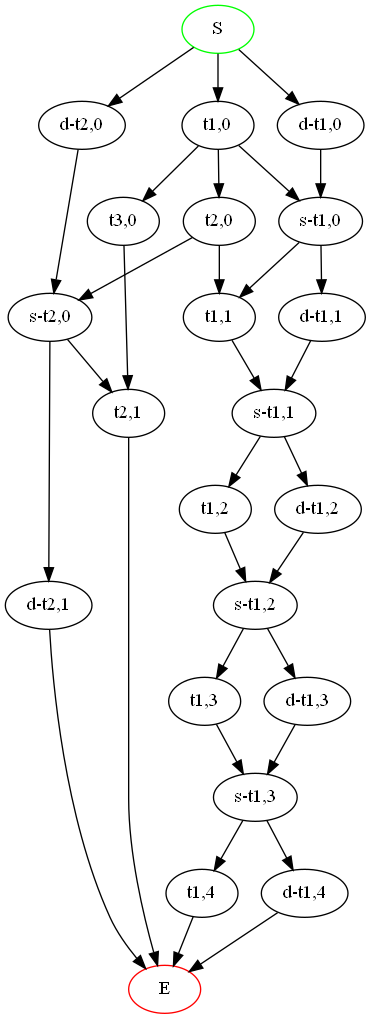 S
d-t2,0
t1,0
d-t1,0
t3,0
t2,0
s-t1,0
s-t2,0
t1,1
d-t1,1
t2,1
s-t1,1
t1,2
d-t1,2
d-t2,1
s-t1,2
t1,3
d-t1,3
s-t1,3
t1,4
d-t1,4
E